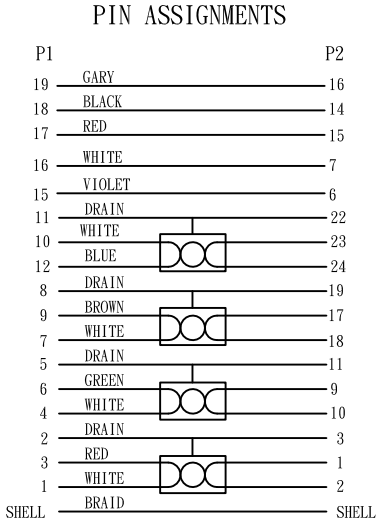 PIN ASSIGNMENTS
P1 P2
19 GARY 16
18 BLACK 14
17 RED 15
16 WHITE 7
15 VIOLET 6
11 DRAIN 22
10 WHITE 23
12 BLUE 24
8 DRAIN 19
9 BROWN 17
7 WHITE 18
5 DRAIN 11
6 GREEN 9
4 WHITE 10
2 DRAIN 3
3 RED 1
1 WHITE 2
SHELL BRAID SHELL